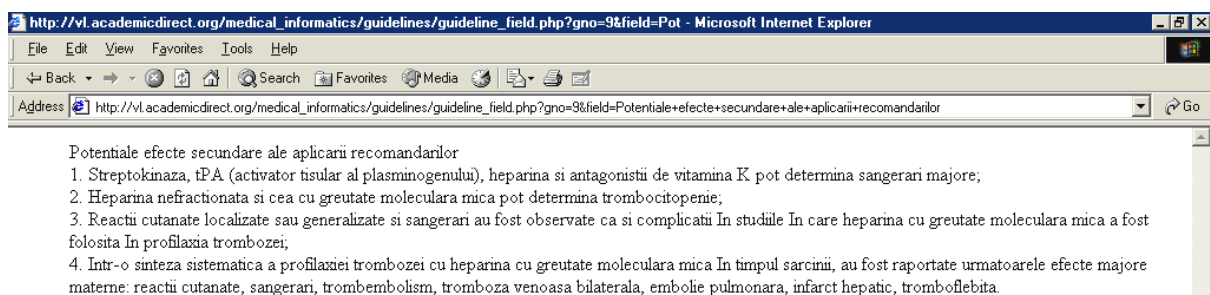 http://vl.academicdirect.org/medical_informatics/guidelines/guideline_field.php?gno=9&field=Pot - Microsoft Internet Explorer
File Edit View Favorites Tools Help
Back Search Favorites Media
Address http://vl.academicdirect.org/medical_informatics/guidelines/guideline_field.php?gno=9&field=Potentiale+efecte+secundare+ale+aplicarii+recomandarilor Go
Potentiale efecte secundare ale aplicarii recomandarilor
1. Streptokinaza, tPA (activator tisular al plasminogenului), heparina si antagonistii de vitamina K pot determina sangerari majore;
2. Heparina nefractionata si cea cu greutate moleculara mica pot determina trombocitopenie;
3. Reactii cutanate localizate sau generalizate si sangerari au fost observate ca si complicatii In studiile In care heparina cu greutate moleculara mica a fost
folosita In profilaxia trombozei;
4. Intr-o sinteza sistematica a profilaxiei trombozei cu heparina cu greutate moleculara mica In timpul sarcinii, au fost raportate urmatoarele efecte majore
materne: reactii cutanate, sangerari, trombembolism, tromboza venoasa bilaterala, embolie pulmonara, infarct hepatic, tromboflebita.